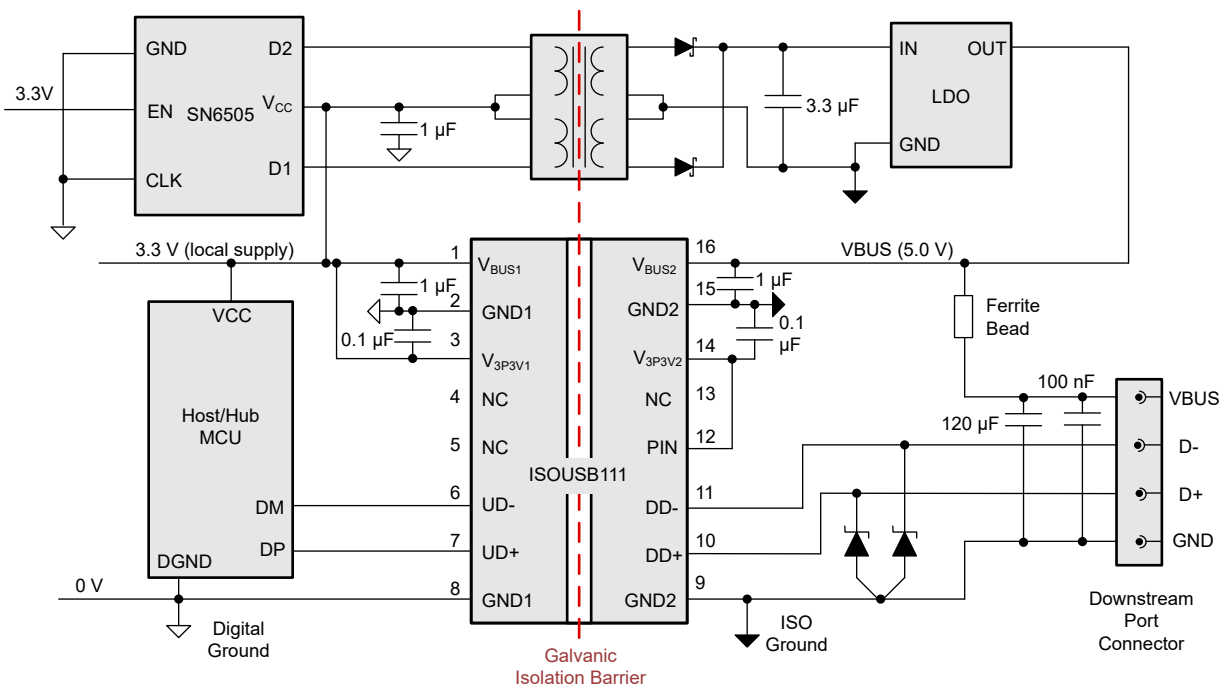 GND
D2
3.3V
EN
SN6505
VCC
1 µF
CLK
D1
3.3 µF
IN
OUT
LDO
GND
3.3 V (local supply)
VCC
Host/Hub
MCU
DM
DP
DGND
0 V
Digital
Ground
1 µF
0.1 µF
1
2
3
4
5
6
7
8
VBUS1
GND1
V3P3V1
NC
NC
UD-
UD+
GND1
ISOUSB111
VBUS2
GND2
V3P3V2
NC
PIN
DD-
DD+
GND2
16
15
14
13
12
11
10
9
VBUS (5.0 V)
1 µF
0.1
µF
Ferrite
Bead
100 nF
120 µF
VBUS
D-
D+
GND
ISO
Ground
Downstream
Port
Connector
Galvanic
Isolation Barrier